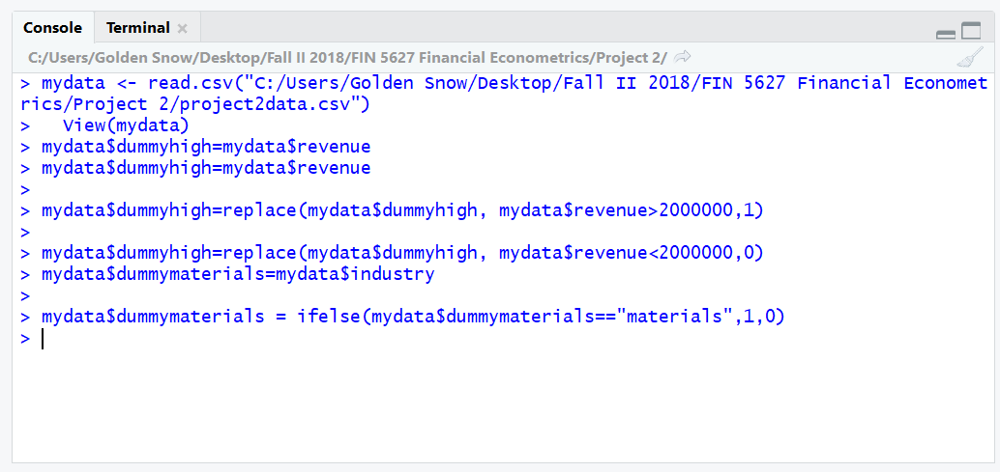 Console Terminal
C:/Users/Golden Snow/Desktop/Fall II 2018/FIN 5627 Financial Econometrics/Project 2/
> mydata <- read.csv("C:/Users/Golden Snow/Desktop/Fall II 2018/FIN 5627 Financial Economet
rics/Project 2/project2data.csv")
>   View(mydata)
> mydata$dummyhigh=mydata$revenue
> mydata$dummyhigh=mydata$revenue
>
> mydata$dummyhigh=replace(mydata$dummyhigh, mydata$revenue>2000000,1)
>
> mydata$dummyhigh=replace(mydata$dummyhigh, mydata$revenue<2000000,0)
> mydata$dummymaterials=mydata$industry
>
> mydata$dummymaterials = ifelse(mydata$dummymaterials=="materials",1,0)
>